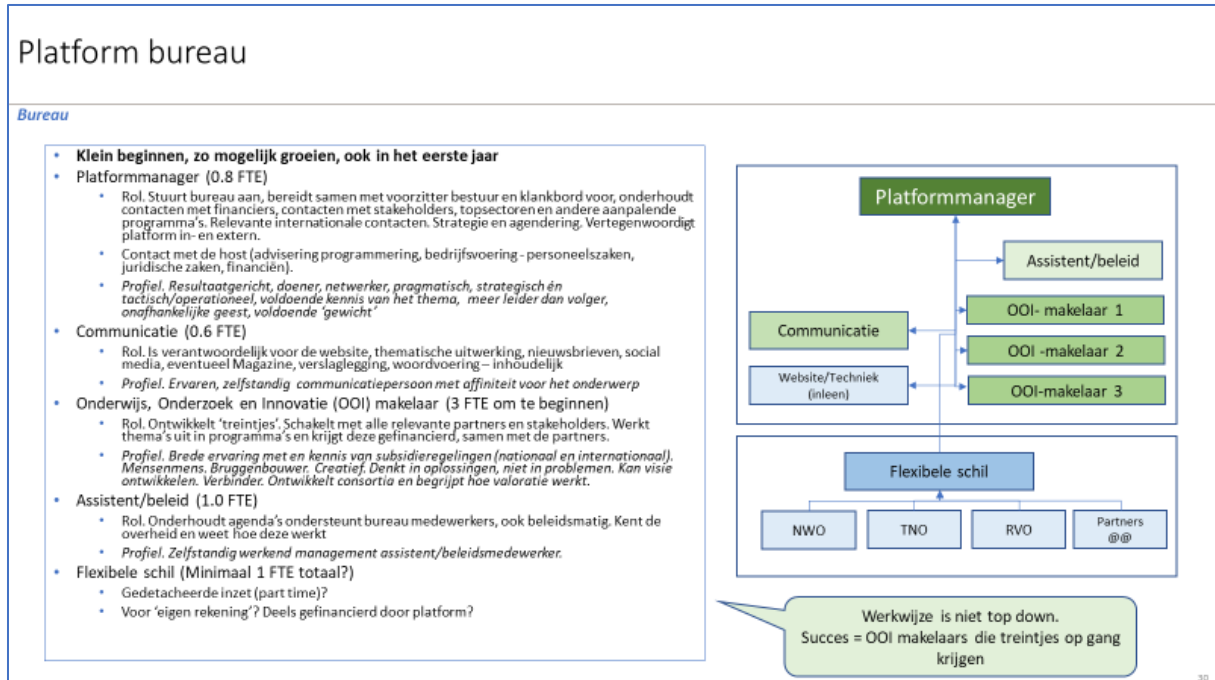 Platform bureau
Bureau
• Klein beginnen, zo mogelijk groeien, ook in het eerste jaar
• Platformmanager (0.8 FTE)
• Rol. Stuurt bureau aan, bereidt samen met voorzitter bestuur en klankbord voor, onderhoudt
contacten met financiers, contacten met stakeholders, topsectoren en andere aanpalende
programma's. Relevante internationale contacten. Strategie en agendering. Vertegenwoordigt
platform in- en extern.
• Contact met de host (advisering programmering, bedrijfsvoering - personeelszaken,
juridische zaken, financiën).
• Profiel. Resultaatgericht, doener, netwerker, pragmatisch, strategisch én
tactisch/operationeel, voldoende kennis van het thema, meer leider dan volger,
onafhankelijke geest, voldoende 'gewicht'
• Communicatie (0.6 FTE)
• Rol. Is verantwoordelijk voor de website, thematische uitwerking, nieuwsbrieven, social
media, eventueel Magazine, verslaglegging, woordvoering – inhoudelijk
• Profiel. Ervaren, zelfstandig communicatiepersoon met affiniteit voor het onderwerp
• Onderwijs, Onderzoek en Innovatie (OOI) makelaar (3 FTE om te beginnen)
• Rol. Ontwikkelt 'treintjes'. Schakelt met alle relevante partners en stakeholders. Werkt
thema's uit in programma's en krijgt deze gefinancierd, samen met de partners.
• Profiel. Brede ervaring met en kennis van subsidieregelingen (nationaal en internationaal).
Mensenmens. Bruggenbouwer. Creatief. Denkt in oplossingen, niet in problemen. Kan visie
ontwikkelen. Verbinder. Ontwikkelt consortia en begrijpt hoe valoratie werkt.
• Assistent/beleid (1.0 FTE)
• Rol. Onderhoudt agenda's ondersteunt bureau medewerkers, ook beleidsmatig. Kent de
overheid en weet hoe deze werkt
• Profiel. Zelfstandig werkend management assistent/beleidsmedewerker.
• Flexibele schil (Minimaal 1 FTE totaal?)
• Gedetacheerde inzet (part time)?
• Voor 'eigen rekening'? Deels gefinancierd door platform?
Platformmanager
Assistent/beleid
OOI- makelaar 1
Communicatie
OOI -makelaar 2
Website/Techniek
(inleen)
OOI-makelaar 3
Flexibele schil
NWO
TNO
RVO
Partners
@@
Werkwijze is niet top down.
Succes = OOI makelaars die treintjes op gang
krijgen
30